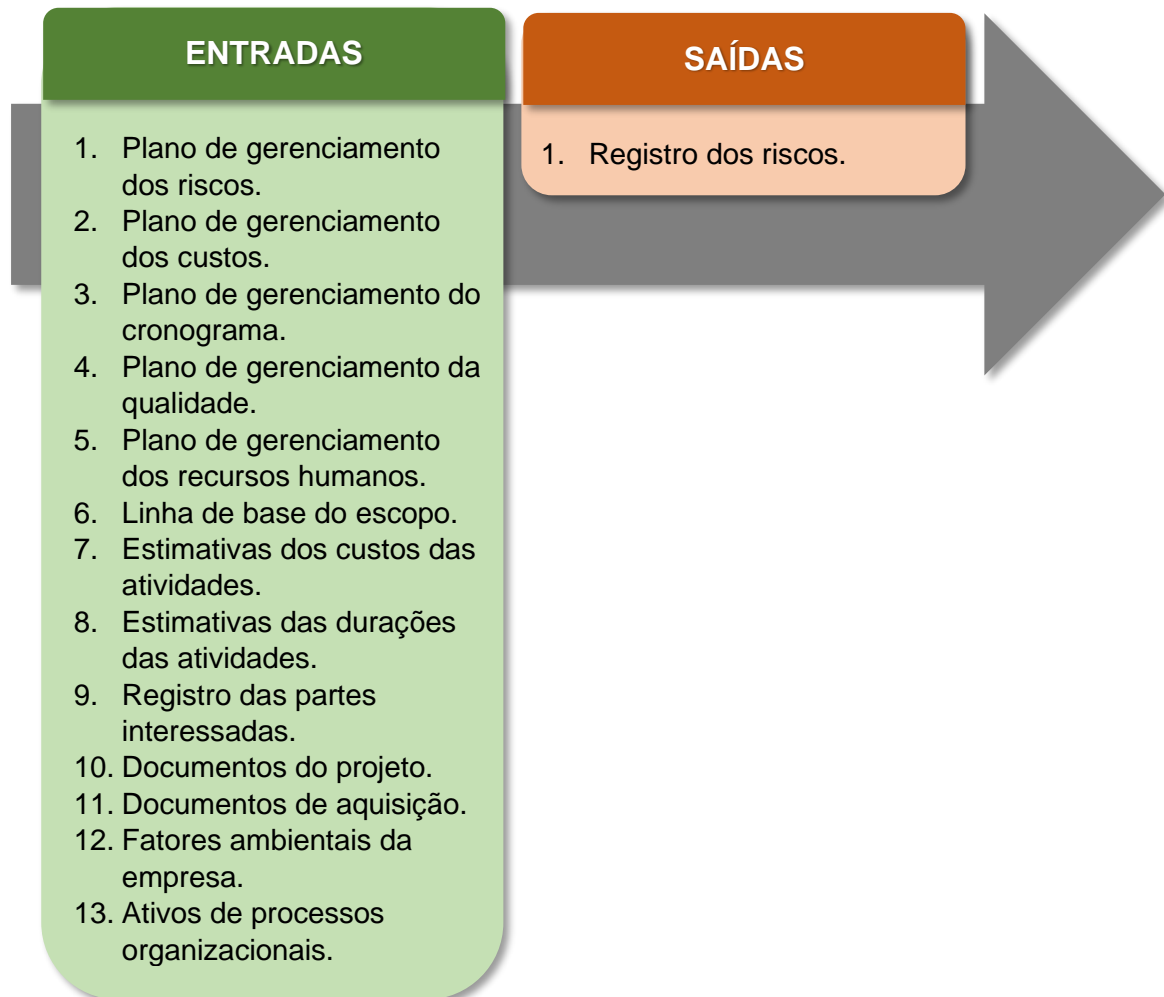 ENTRADAS
1. Plano de gerenciamento
dos riscos.
2. Plano de gerenciamento
dos custos.
3. Plano de gerenciamento do
cronograma.
4. Plano de gerenciamento da
qualidade.
5. Plano de gerenciamento
dos recursos humanos.
6. Linha de base do escopo.
7. Estimativas dos custos das
atividades.
8. Estimativas das durações
das atividades.
9. Registro das partes
interessadas.
10. Documentos do projeto.
11. Documentos de aquisição.
12. Fatores ambientais da
empresa.
13. Ativos de processos
organizacionais.
SAÍDAS
1. Registro dos riscos.